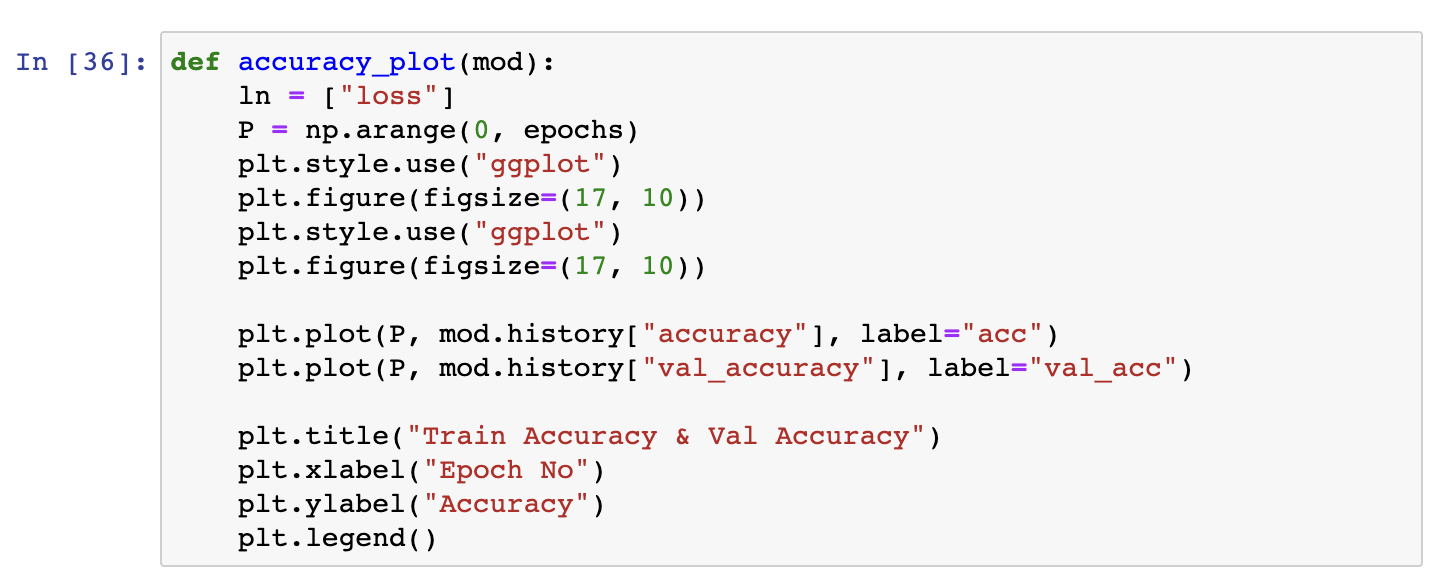 In [36]: def accuracy_plot(mod):
    ln = ["loss"]
    P = np.arange(0, epochs)
    plt.style.use("ggplot")
    plt.figure(figsize=(17, 10))
    plt.style.use("ggplot")
    plt.figure(figsize=(17, 10))

    plt.plot(P, mod.history["accuracy"], label="acc")
    plt.plot(P, mod.history["val_accuracy"], label="val_acc")

    plt.title("Train Accuracy & Val Accuracy")
    plt.xlabel("Epoch No")
    plt.ylabel("Accuracy")
    plt.legend()